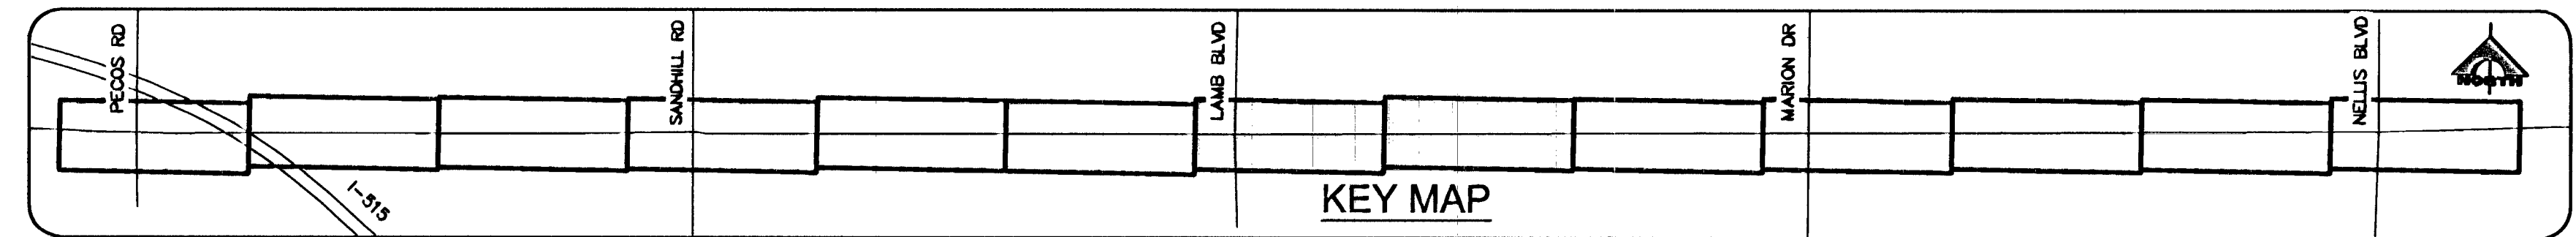 PECOS RD
SANDHILL RD
LAMB BLVD
MARION DR
NELLIS BLVD
NORTH
I-515
KEY MAP